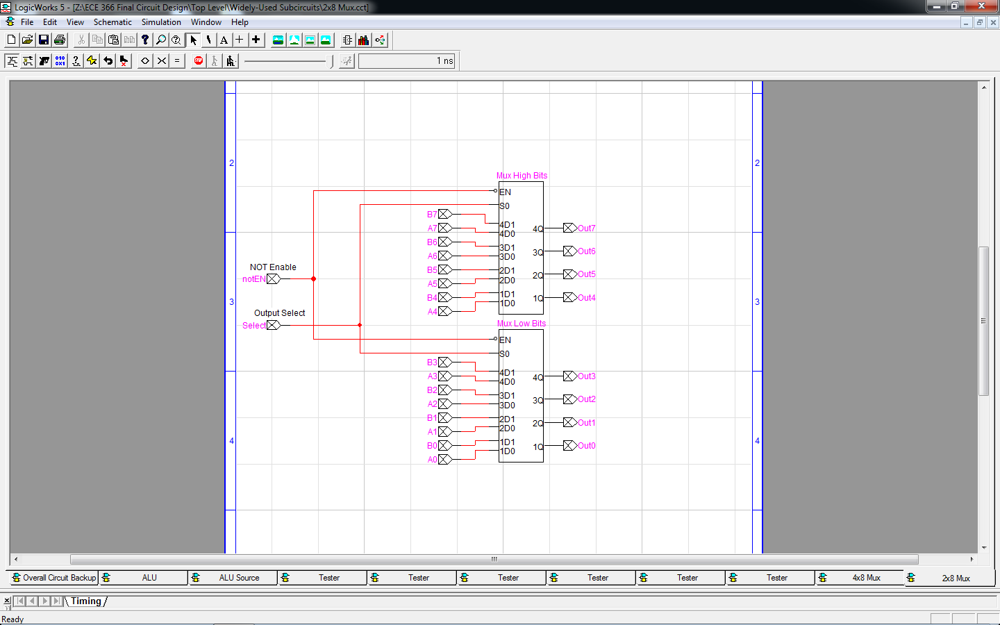 LogicWorks 5 - [Z:\ECE 366 Final Circuit Design\Top Level\Widely-Used Subcircuits\2x8 Mux.cct]
File Edit View Schematic Simulation Window Help
1 ns
2 2
Mux High Bits
EN
S0
B7
4D1
A7 4D0 4Q Out7
B6 3D1
A6 3D0 3Q Out6
B5 2D1
A5 2D0 2Q Out5
B4 1D1
1D0 1Q Out4
A4
NOT Enable
notEN
3 3
Output Select
Select
Mux Low Bits
EN
S0
B3
4D1
A3 4D0 4Q Out3
B2 3D1
A2 3D0 3Q Out2
B1 2D1
A1 2D0 2Q Out1
B0 1D1
1D0 1Q Out0
A0
4 4
Overall Circuit Backup ALU ALU Source Tester Tester Tester Tester Tester Tester 4x8 Mux 2x8 Mux
Timing
Ready